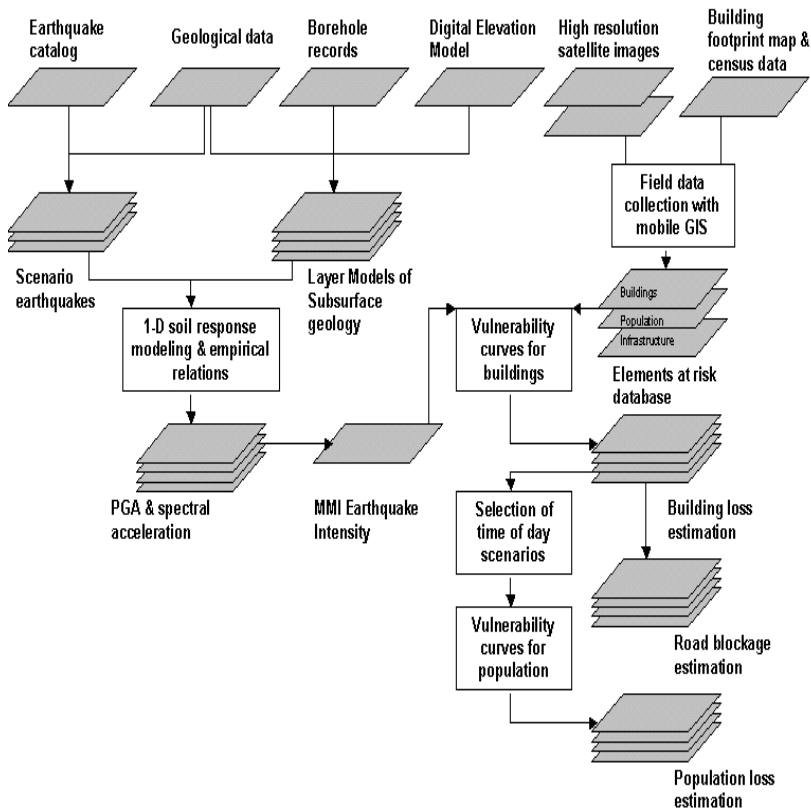 Earthquake
catalog
Geological data
Borehole
records
Digital Elevation
Model
High resolution
satellite images
Building
footprint map &
census data
Field data
collection with
mobile GIS
Scenario
earthquakes
Layer Models of
Subsurface
geology
Buildings
Population
Infrastructure
1-D soil response
modeling & empirical
relations
Vulnerability
curves for
buildings
Elements at risk
database
PGA & spectral
acceleration
MMI Earthquake
Intensity
Selection of
time of day
scenarios
Building loss
estimation
Vulnerability
curves for
population
Road blockage
estimation
Population loss
estimation